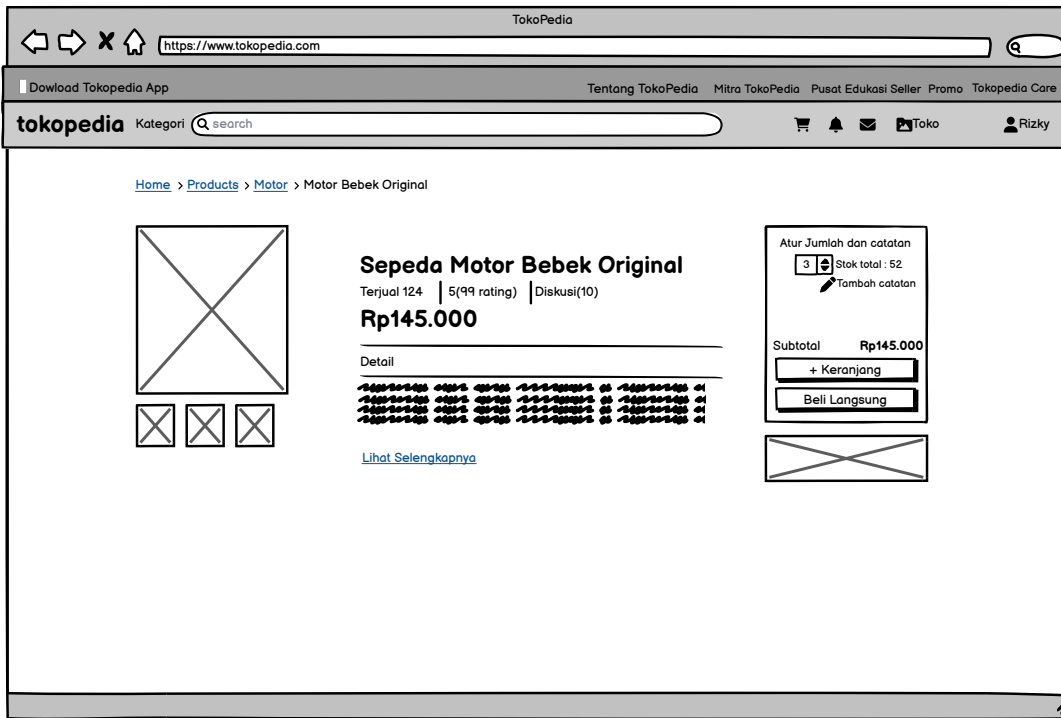 TokoPedia
https://www.tokopedia.com
Dowload Tokopedia App Tentang TokoPedia Mitra TokoPedia Pusat Edukasi Seller Promo Tokopedia Care
tokopedia Kategori search Toko Rizky
Home > Products > Motor > Motor Bebek Original
Sepeda Motor Bebek Original
Terjual 124 5(99 rating) Diskusi(10)
Rp145.000
Detail
Lihat Selengkapnya
Atur Jumlah dan catatan
3 Stok total : 52
Tambah catatan
Subtotal Rp145.000
+ Keranjang
Beli Langsung